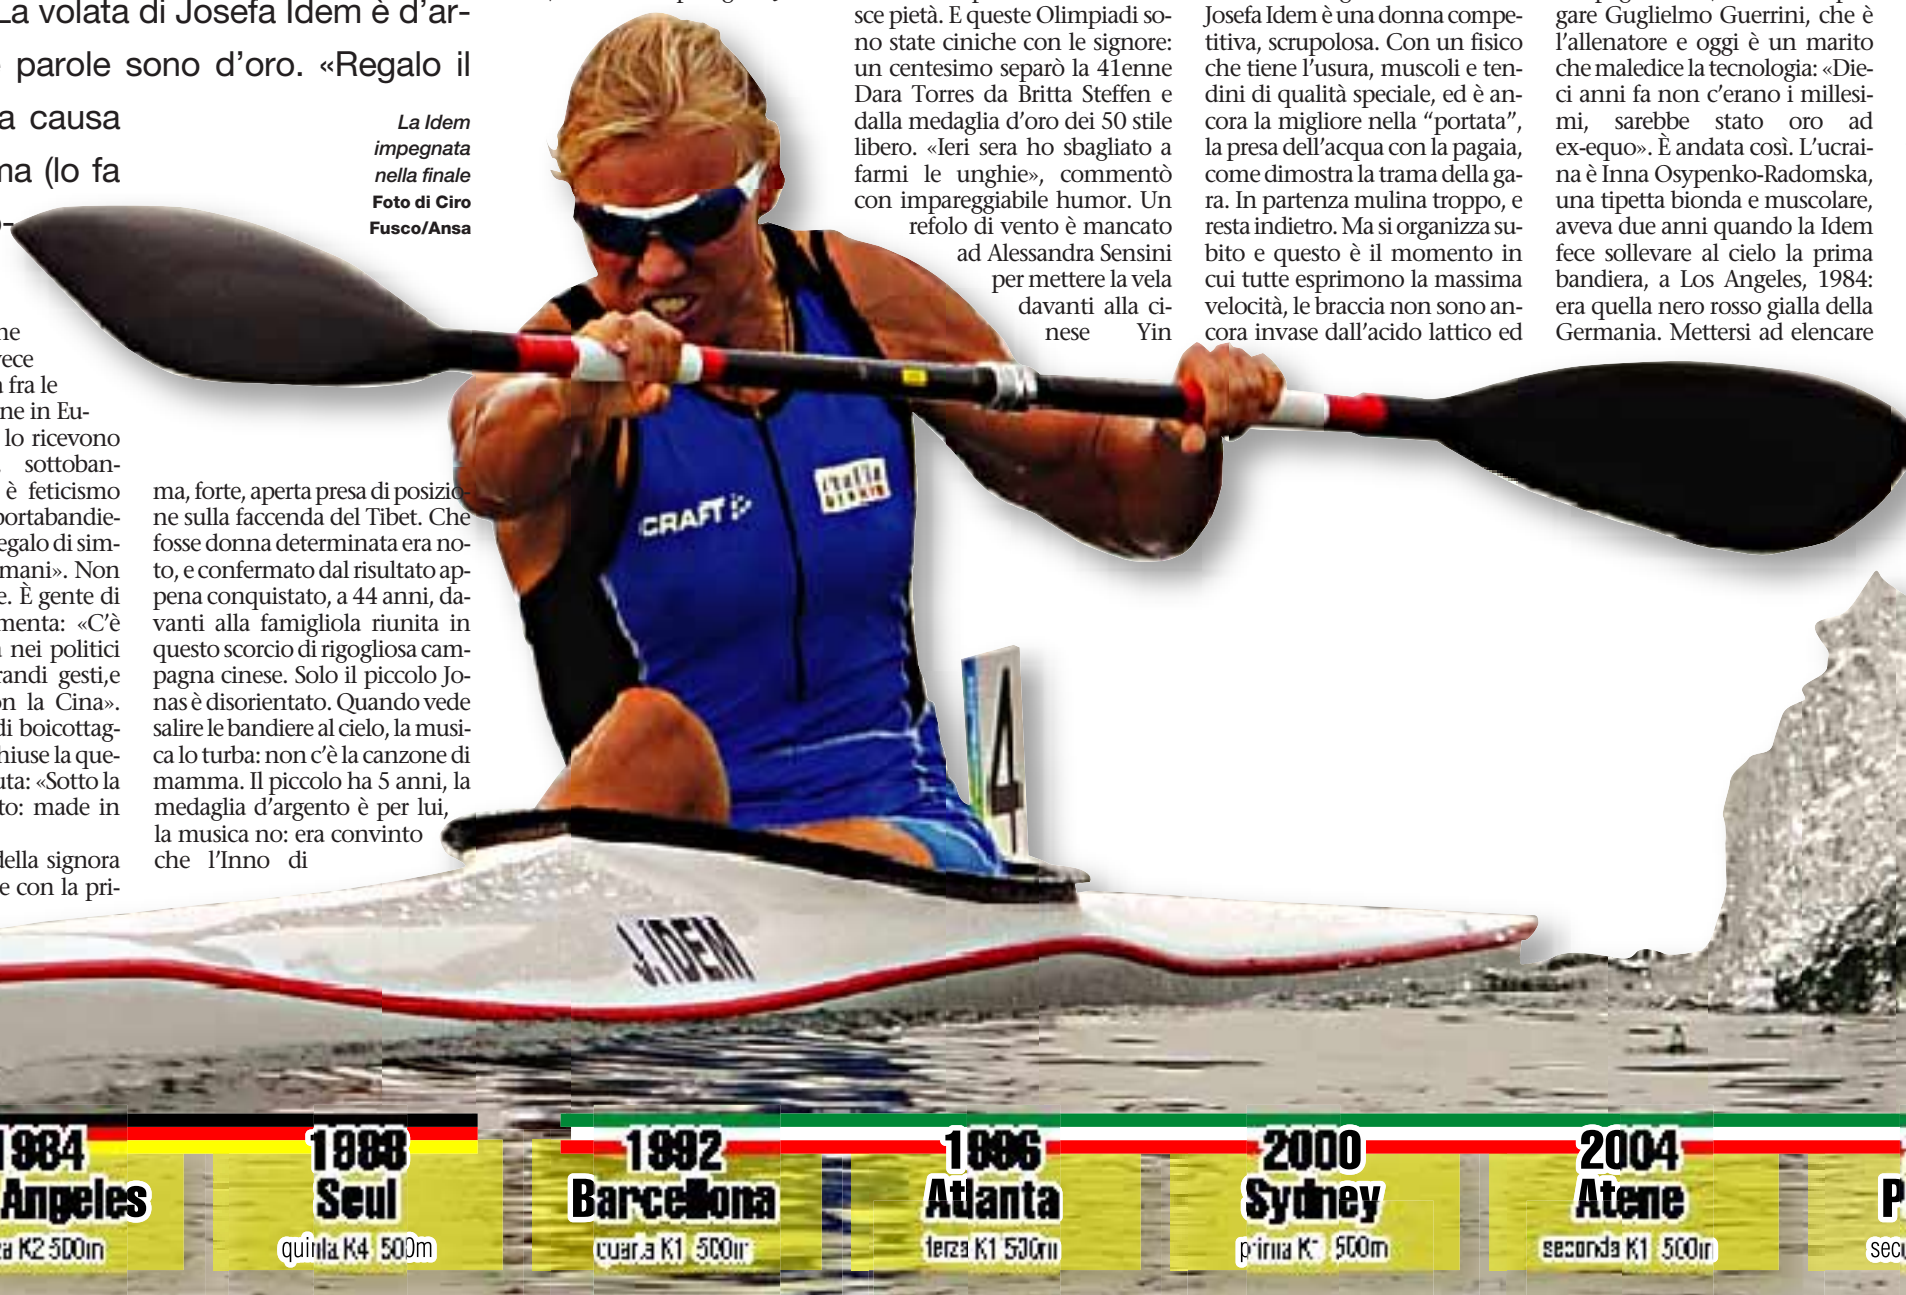 La volata di Josefa Idem è d'ar-
parole sono d'oro. «Regalo il
a causa
ma (lo fa
La Idem
impegnata
nella finale
Foto di Ciro
Fusco/Ansa
fra le
ne in Eu-
lo ricevono
sottoban-
è feticismo
portabandie-
egalo di sim-
mani». Non
e. È gente di
menta: «C'è
nei politici
randi gesti,e
on la Cina».
di boicottag-
hiuse la que-
uta: «Sotto la
to: made in
della signora
e con la pri-
ma, forte, aperta presa di posizio-
ne sulla faccenda del Tibet. Che
fosse donna determinata era no-
to, e confermato dal risultato ap-
pena conquistato, a 44 anni, da-
vanti alla famigliola riunita in
questo scorcio di rigogliosa cam-
pagna cinese. Solo il piccolo Jo-
nas è disorientato. Quando vede
salire le bandiere al cielo, la musi-
ca lo turba: non c'è la canzone di
mamma. Il piccolo ha 5 anni, la
medaglia d'argento è per lui,
la musica no: era convinto
che l'Inno di
sce pietà. E queste Olimpiadi so-
no state ciniche con le signore:
un centesimo separò la 41enne
Dara Torres da Britta Steffen e
dalla medaglia d'oro dei 50 stile
libero. «Ieri sera ho sbagliato a
farmi le unghie», commentò
con impareggiabile humor. Un
refolo di vento è mancato
ad Alessandra Sensini
per mettere la vela
davanti alla ci-
nese Yin
Josefa Idem è una donna compe-
titiva, scrupolosa. Con un fisico
che tiene l'usura, muscoli e ten-
dini di qualità speciale, ed è an-
cora la migliore nella “portata”,
la presa dell'acqua con la pagaia,
come dimostra la trama della ga-
ra. In partenza mulina troppo, e
resta indietro. Ma si organizza su-
bito e questo è il momento in
cui tutte esprimono la massima
velocità, le braccia non sono an-
cora invase dall'acido lattico ed
gare Guglielmo Guerrini, che è
l'allenatore e oggi è un marito
che maledice la tecnologia: «Die-
ci anni fa non c'erano i millesi-
mi, sarebbe stato oro ad
ex-equo». È andata così. L'ucrai-
na è Inna Osypenko-Radomska,
una tipetta bionda e muscolare,
aveva due anni quando la Idem
fece sollevare al cielo la prima
bandiera, a Los Angeles, 1984:
era quella nero rosso gialla della
Germania. Mettersi ad elencare
CRAFT
italia
4
J.IDEM
1984
Angeles
za K2 500m
1988
Seul
quinta K4 500m
1992
Barcellona
quarta K1 500m
1996
Atlanta
terza K1 500m
2000
Sydney
prima K1 500m
2004
Atene
seconda K1 500m
P
secu